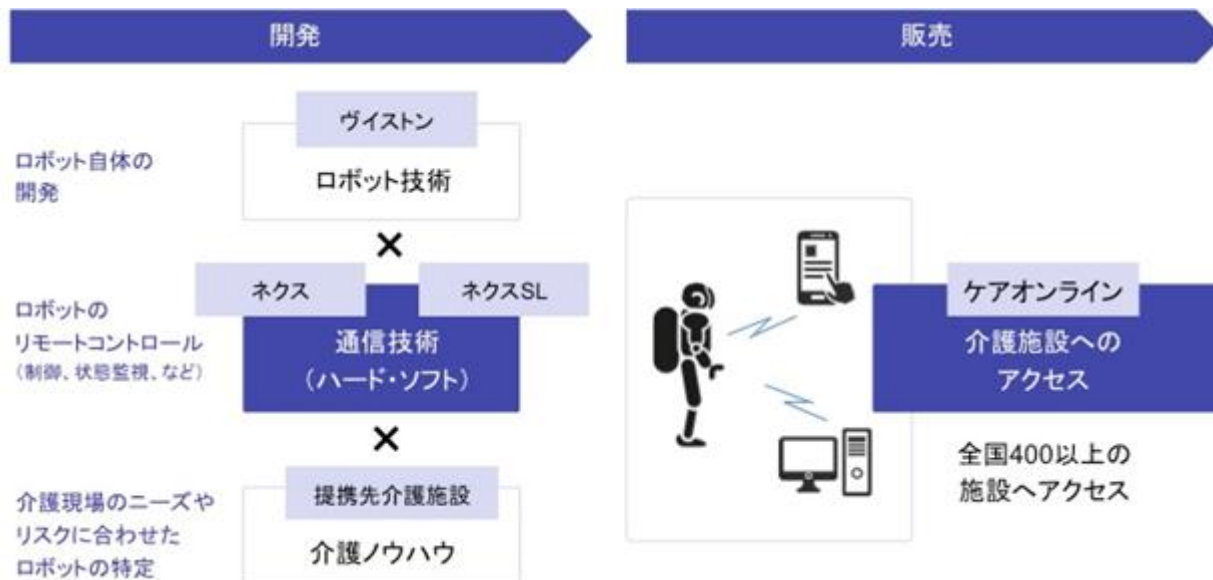 開発
販売
ヴイストン
ロボット技術
ロボット自体の
開発
×
ネクス
ネクスSL
通信技術
(ハード・ソフト)
ロボットの
リモートコントロール
(制御、状態監視、など)
×
提携先介護施設
介護ノウハウ
介護現場のニーズや
リスクに合わせた
ロボットの特定
ケアオンライン
介護施設への
アクセス
全国400以上の
施設へアクセス